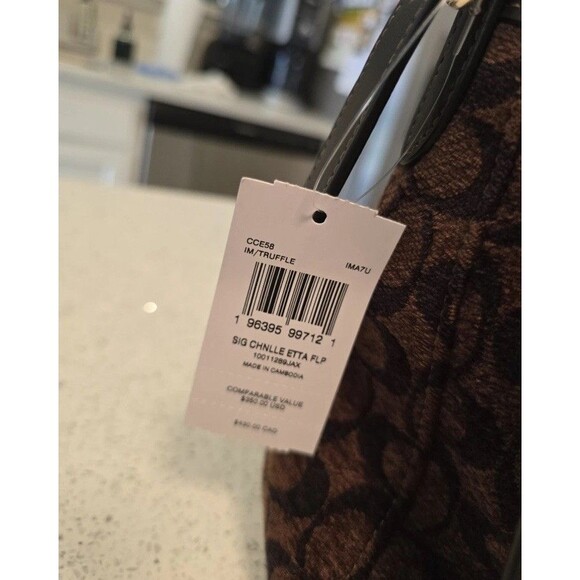 CCE58
IM/TRUFFLE IMA7U
1 96395 99712 1
SIG CHNLLE ETTA FLP
10011289JAX
MADE IN CAMBODIA
COMPARABLE VALUE
$350.00 USD